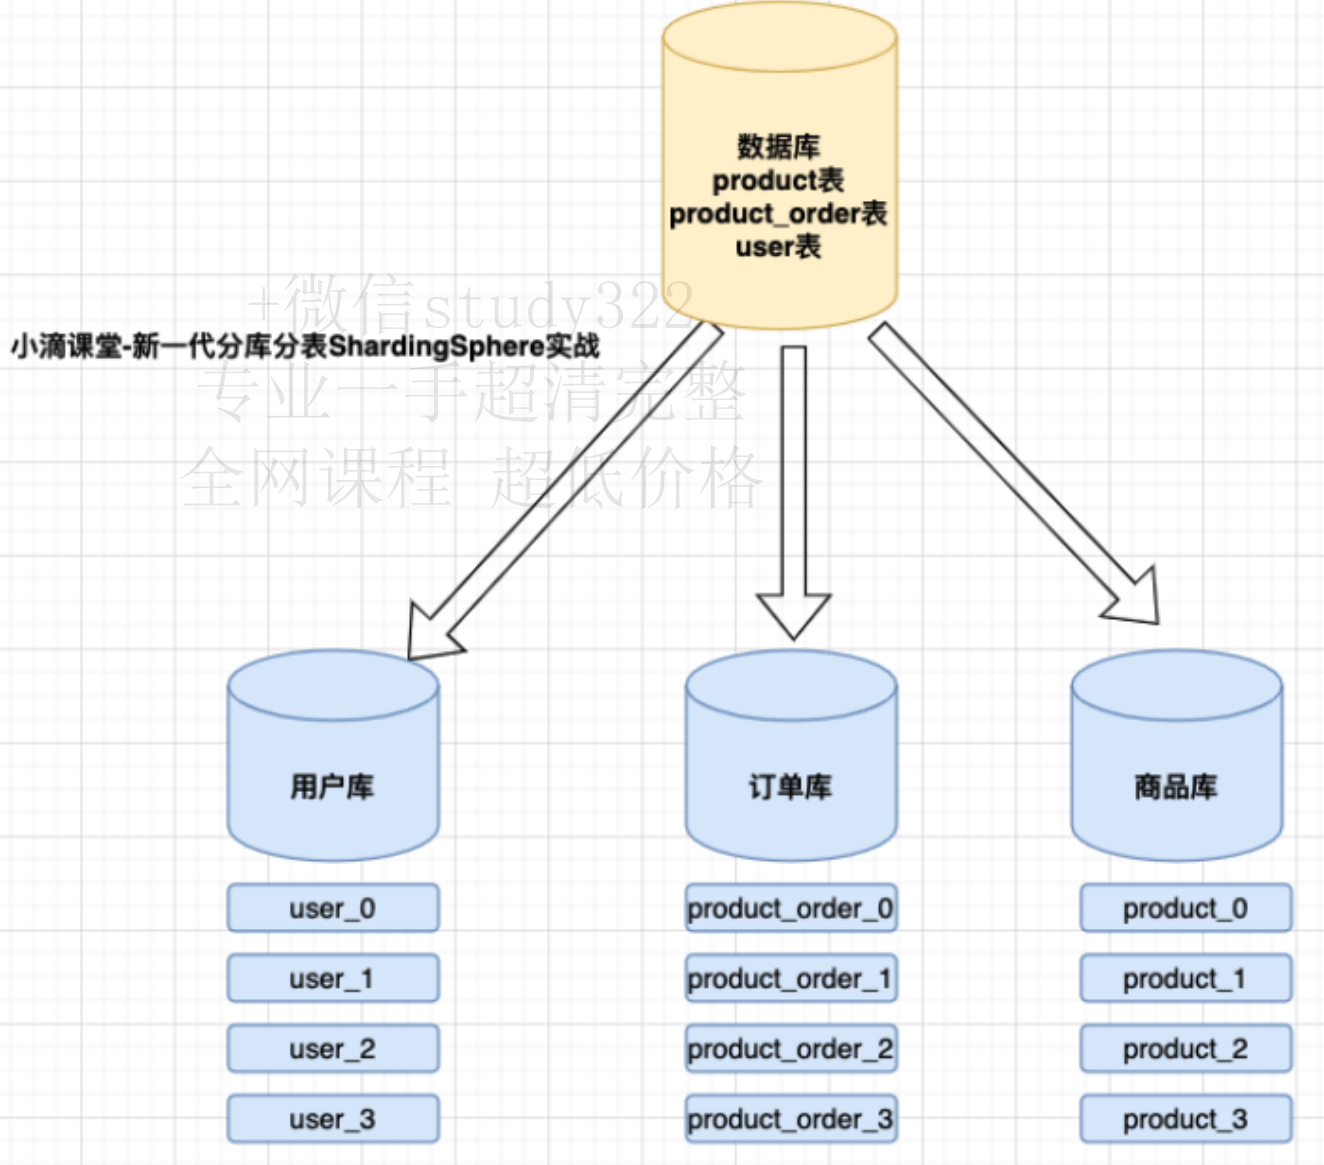 数据库
product表
product_order表
user表
+微信study322
小滴课堂-新一代分库分表ShardingSphere实战
专业一手超清完整
全网课程 超低价格
用户库
订单库
商品库
user_0
product_order_0
product_0
user_1
product_order_1
product_1
user_2
product_order_2
product_2
user_3
product_order_3
product_3